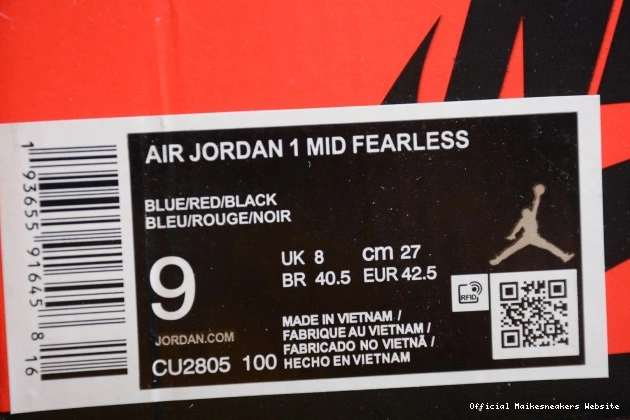 AIR JORDAN 1 MID FEARLESS
BLUE/RED/BLACK
BLEU/ROUGE/NOIR
9
UK 8 cm 27
BR 40.5 EUR 42.5
JORDAN.COM
CU2805 100
MADE IN VIETNAM /
FABRIQUE AU VIETNAM /
FABRICADO NO VIETNÃ /
HECHO EN VIETNAM
RFID
1 93655 91645 8 16
Official Maikesneakers Website